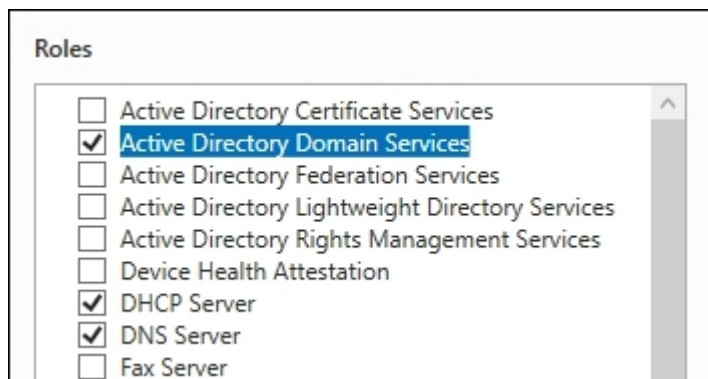 Roles
Active Directory Certificate Services
Active Directory Domain Services
Active Directory Federation Services
Active Directory Lightweight Directory Services
Active Directory Rights Management Services
Device Health Attestation
DHCP Server
DNS Server
Fax Server